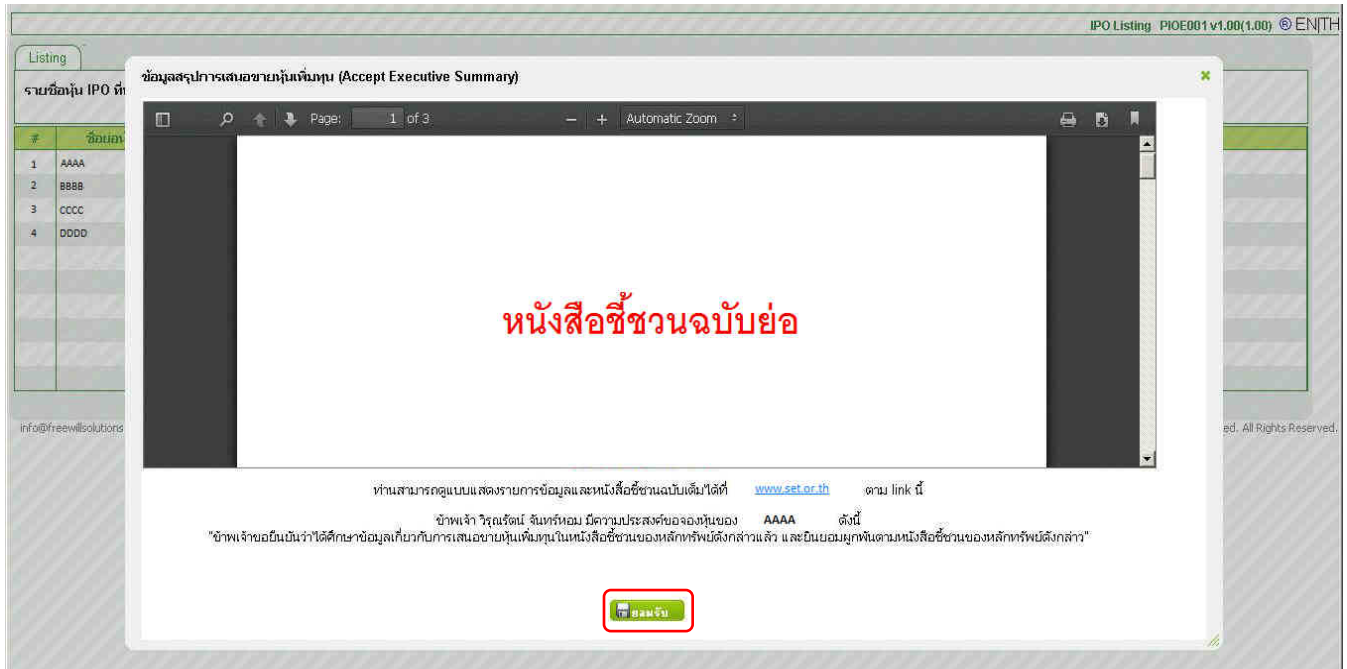 IPO Listing PIOE001 v1.00(1.00) ® EN|TH
Listing
ข้อมูลสรุปการเสนอขายหุ้นเพิ่มทุน (Accept Executive Summary)
รายชื่อหุ้น IPO
Page: 1 of 3 Automatic Zoom
#
1 AAAA
2 BBBB
3 CCCC
4 DDDD
หนังสือชี้ชวนฉบับย่อ
info@freewillsolutions
ed. All Rights Reserved.
ท่านสามารถดูแบบแสดงรายการข้อมูลและหนังสื้อชี้ชวนฉบับเต็มได้ที่ www.set.or.th ตาม link นี้
ข้าพเจ้า วิรุณรัตน์ จันทร์หอม มีความประสงค์ขอจองหุ้นของ AAAA ดังนี้
"ข้าพเจ้าขอยืนยันว่าได้ศึกษาข้อมูลเกี่ยวกับการเสนอขายหุ้นเพิ่มทุนในหนังสือชี้ชวนของหลักทรัพย์ดังกล่าวแล้ว และยินยอมผูกพันตามหนังสือชี้ชวนของหลักทรัพย์ดังกล่าว"
ยอมรับ